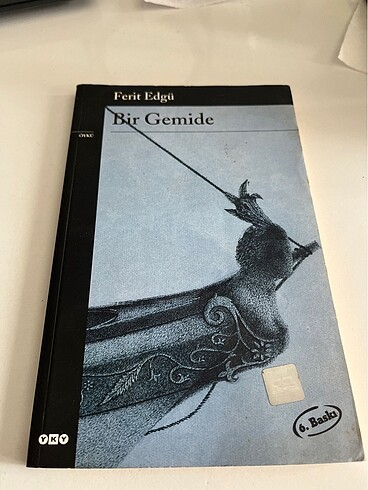 Ferit Edgü
Bir Gemide
ÖYKÜ
6. Baskı
YKY